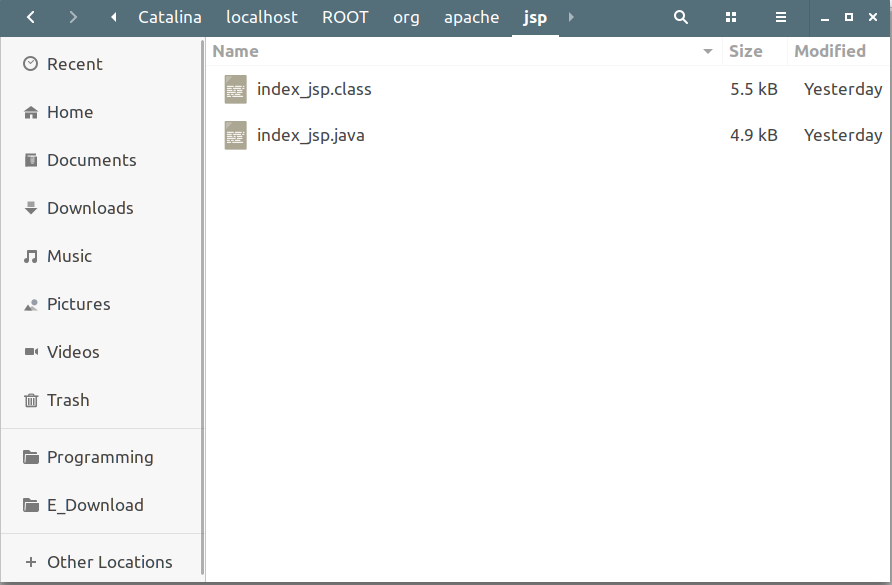 Catalina localhost ROOT org apache jsp
Name Size Modified
Recent
Home
Documents
Downloads
Music
Pictures
Videos
Trash
Programming
E_Download
Other Locations
index_jsp.class 5.5 kB Yesterday
index_jsp.java 4.9 kB Yesterday